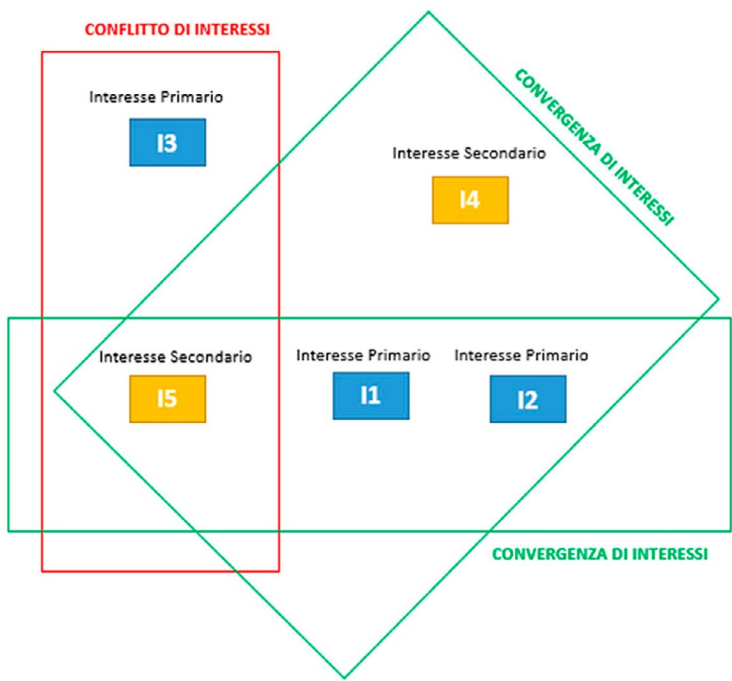 CONFLITTO DI INTERESSI
CONVERGENZA DI INTERESSI
Interesse Primario
I3
Interesse Secondario
I4
Interesse Secondario
I5
Interesse Primario
I1
Interesse Primario
I2
CONVERGENZA DI INTERESSI